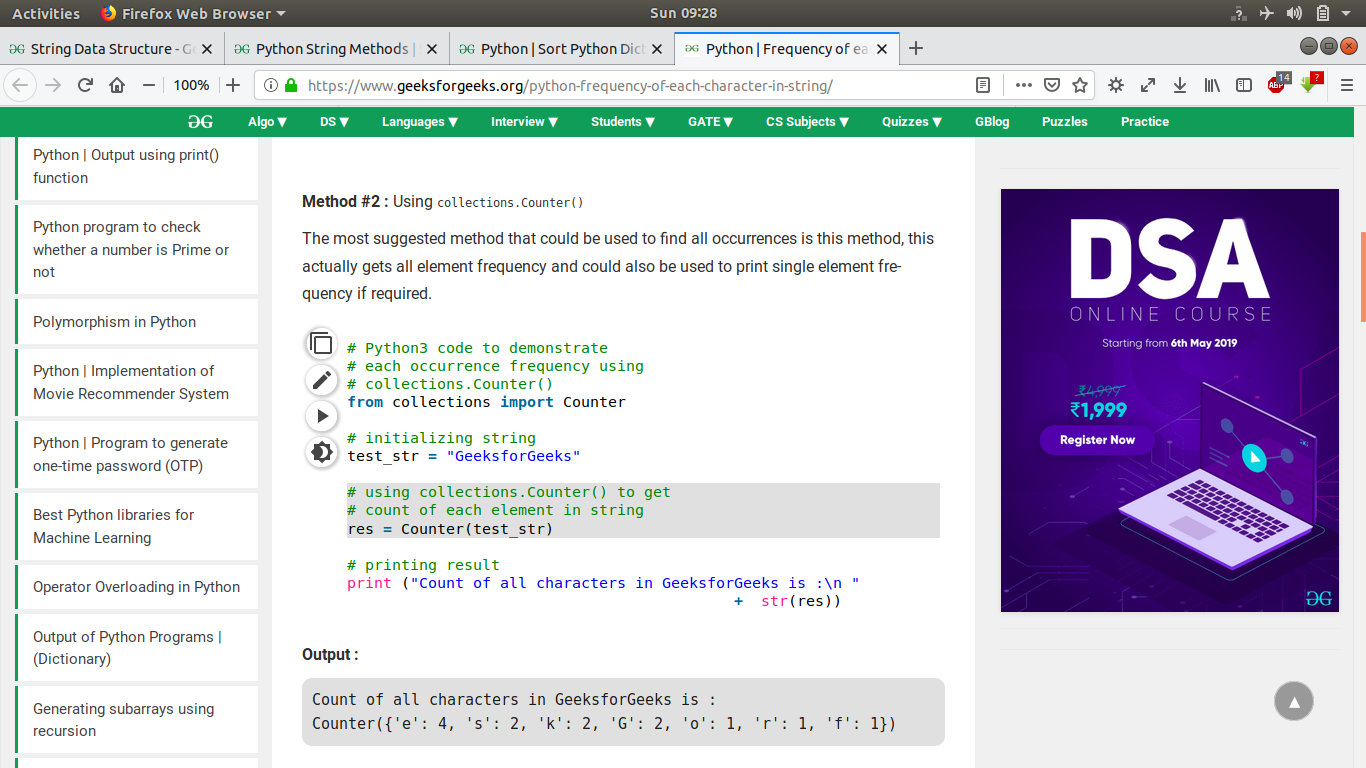 Activities Firefox Web Browser Sun 09:28
String Data Structure - G
Python String Methods |
Python | Sort Python Dic
Python | Frequency of ea
100%
https://www.geeksforgeeks.org/python-frequency-of-each-character-in-string/
ABP 14 ?
Algo ▼ DS ▼ Languages ▼ Interview ▼ Students ▼ GATE ▼ CS Subjects ▼ Quizzes ▼ GBlog Puzzles Practice
Python | Output using print()
function
Python program to check
whether a number is Prime or
not
Polymorphism in Python
Python | Implementation of
Movie Recommender System
Python | Program to generate
one-time password (OTP)
Best Python libraries for
Machine Learning
Operator Overloading in Python
Output of Python Programs |
(Dictionary)
Generating subarrays using
recursion
Method #2 : Using collections.Counter()
The most suggested method that could be used to find all occurrences is this method, this
actually gets all element frequency and could also be used to print single element fre-
quency if required.
# Python3 code to demonstrate
# each occurrence frequency using
# collections.Counter()
from collections import Counter
# initializing string
test_str = "GeeksforGeeks"
# using collections.Counter() to get
# count of each element in string
res = Counter(test_str)
# printing result
print ("Count of all characters in GeeksforGeeks is :\n "
+ str(res))
Output :
Count of all characters in GeeksforGeeks is :
Counter({'e': 4, 's': 2, 'k': 2, 'G': 2, 'o': 1, 'r': 1, 'f': 1})
DSA
ONLINE COURSE
Starting from 6th May 2019
₹4,999
₹1,999
Register Now